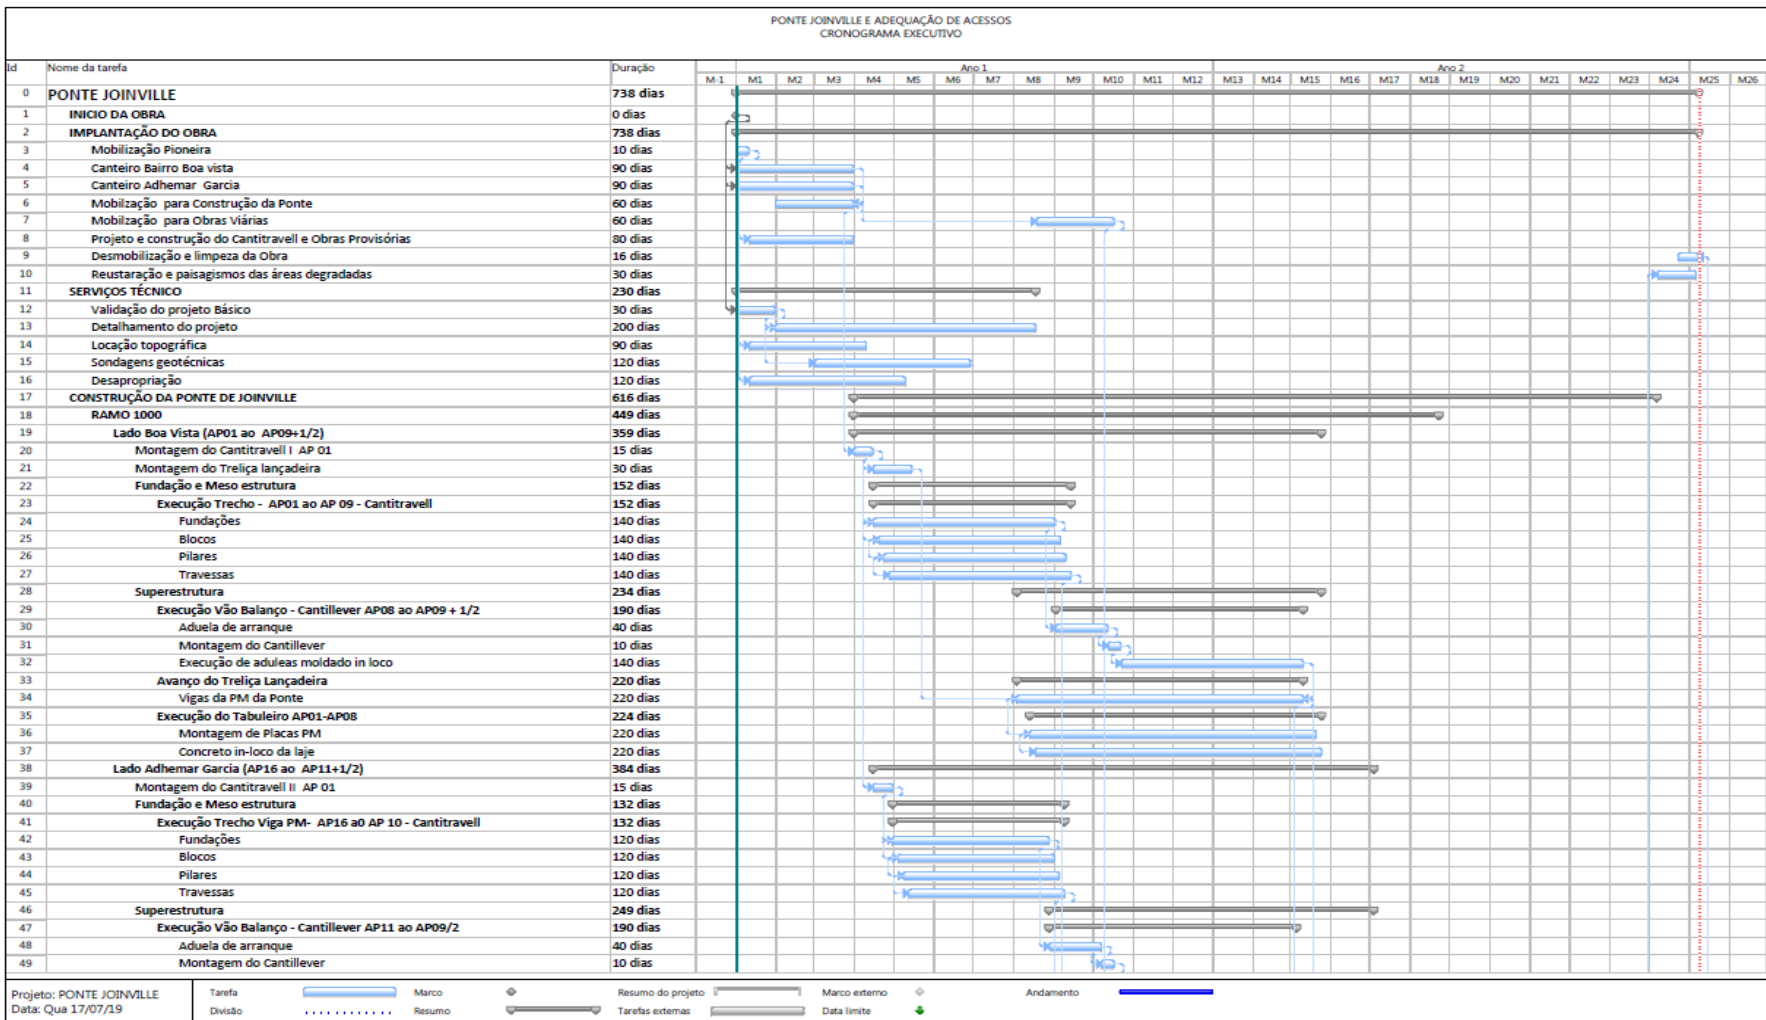 PONTE JOINVILLE E ADEQUAÇÃO DE ACESSOS
CRONOGRAMA EXECUTIVO
Id Nome da tarefa Duração Ano 1 Ano 2
M-1 M1 M2 M3 M4 M5 M6 M7 M8 M9 M10 M11 M12 M13 M14 M15 M16 M17 M18 M19 M20 M21 M22 M23 M24 M25 M26
0 PONTE JOINVILLE 738 dias
1 INICIO DA OBRA 0 dias
2 IMPLANTAÇÃO DO OBRA 738 dias
3 Mobilização Pioneira 10 dias
4 Canteiro Bairro Boa vista 90 dias
5 Canteiro Adhemar Garcia 90 dias
6 Mobilzação para Construção da Ponte 60 dias
7 Mobilzação para Obras Viárias 60 dias
8 Projeto e construção do Cantitravell e Obras Provisórias 80 dias
9 Desmobilização e limpeza da Obra 16 dias
10 Reustaração e paisagismos das áreas degradadas 30 dias
11 SERVIÇOS TÉCNICO 230 dias
12 Validação do projeto Básico 30 dias
13 Detalhamento do projeto 200 dias
14 Locação topográfica 90 dias
15 Sondagens geotécnicas 120 dias
16 Desapropriação 120 dias
17 CONSTRUÇÃO DA PONTE DE JOINVILLE 616 dias
18 RAMO 1000 449 dias
19 Lado Boa Vista (AP01 ao AP09+1/2) 359 dias
20 Montagem do Cantitravell I AP 01 15 dias
21 Montagem do Treliça lançadeira 30 dias
22 Fundação e Meso estrutura 152 dias
23 Execução Trecho - AP01 ao AP 09 - Cantitravell 152 dias
24 Fundações 140 dias
25 Blocos 140 dias
26 Pilares 140 dias
27 Travessas 140 dias
28 Superestrutura 234 dias
29 Execução Vão Balanço - Cantillever AP08 ao AP09 + 1/2 190 dias
30 Aduela de arranque 40 dias
31 Montagem do Cantillever 10 dias
32 Execução de aduleas moldado in loco 140 dias
33 Avanço do Treliça Lançadeira 220 dias
34 Vigas da PM da Ponte 220 dias
35 Execução do Tabuleiro AP01-AP08 224 dias
36 Montagem de Placas PM 220 dias
37 Concreto in-loco da laje 220 dias
38 Lado Adhemar Garcia (AP16 ao AP11+1/2) 384 dias
39 Montagem do Cantitravell II AP 01 15 dias
40 Fundação e Meso estrutura 132 dias
41 Execução Trecho Viga PM- AP16 a0 AP 10 - Cantitravell 132 dias
42 Fundações 120 dias
43 Blocos 120 dias
44 Pilares 120 dias
45 Travessas 120 dias
46 Superestrutura 249 dias
47 Execução Vão Balanço - Cantillever AP11 ao AP09/2 190 dias
48 Aduela de arranque 40 dias
49 Montagem do Cantillever 10 dias
Projeto: PONTE JOINVILLE
Data: Qua 17/07/19
Tarefa Marco Resumo do projeto Marco externo Andamento
Divisão Resumo Tarefas externas Data limite